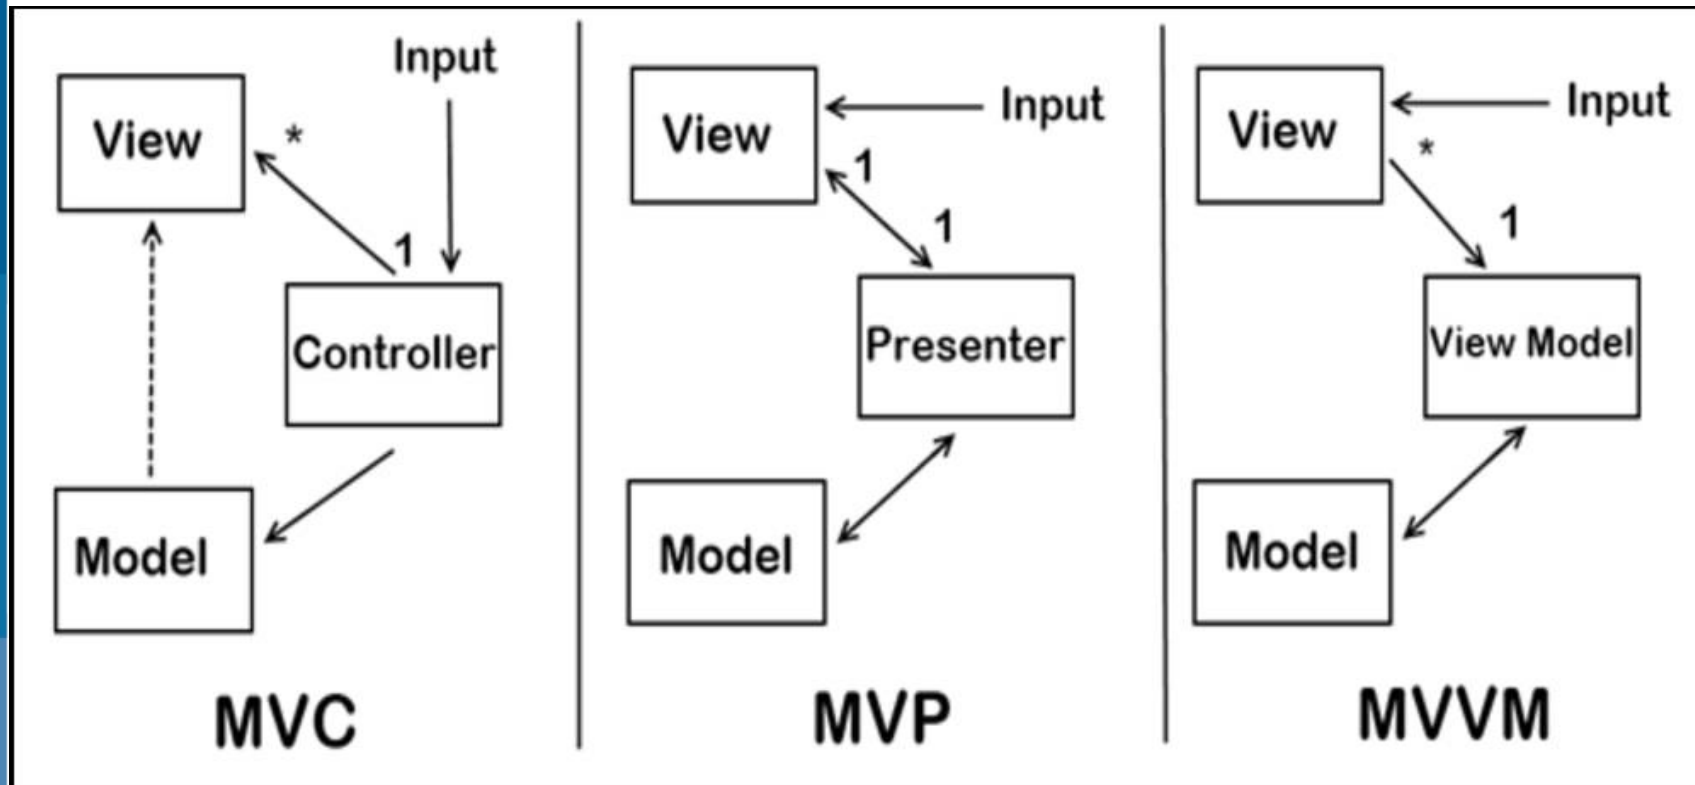 Input
View
*
1
Controller
Model
MVC
View
Input
1
1
Presenter
Model
MVP
View
Input
*
1
View Model
Model
MVVM